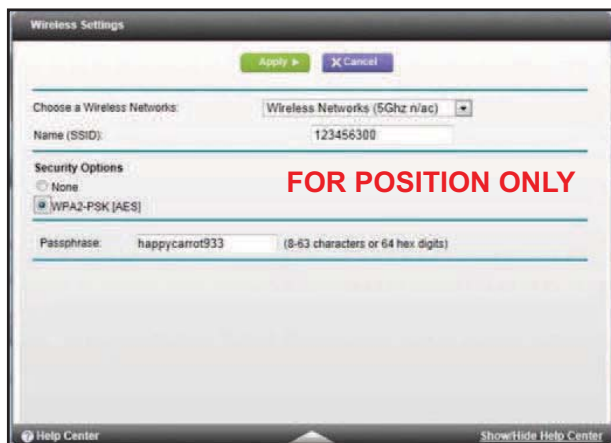 Wireless Settings
Apply
Cancel
Choose a Wireless Networks: Wireless Networks (5Ghz n/ac)
Name (SSID): 123456300
Security Options
None
FOR POSITION ONLY
WPA2-PSK [AES]
Passphrase: happycarrot933 (8-63 characters or 64 hex digits)
Help Center Show/Hide Help Center